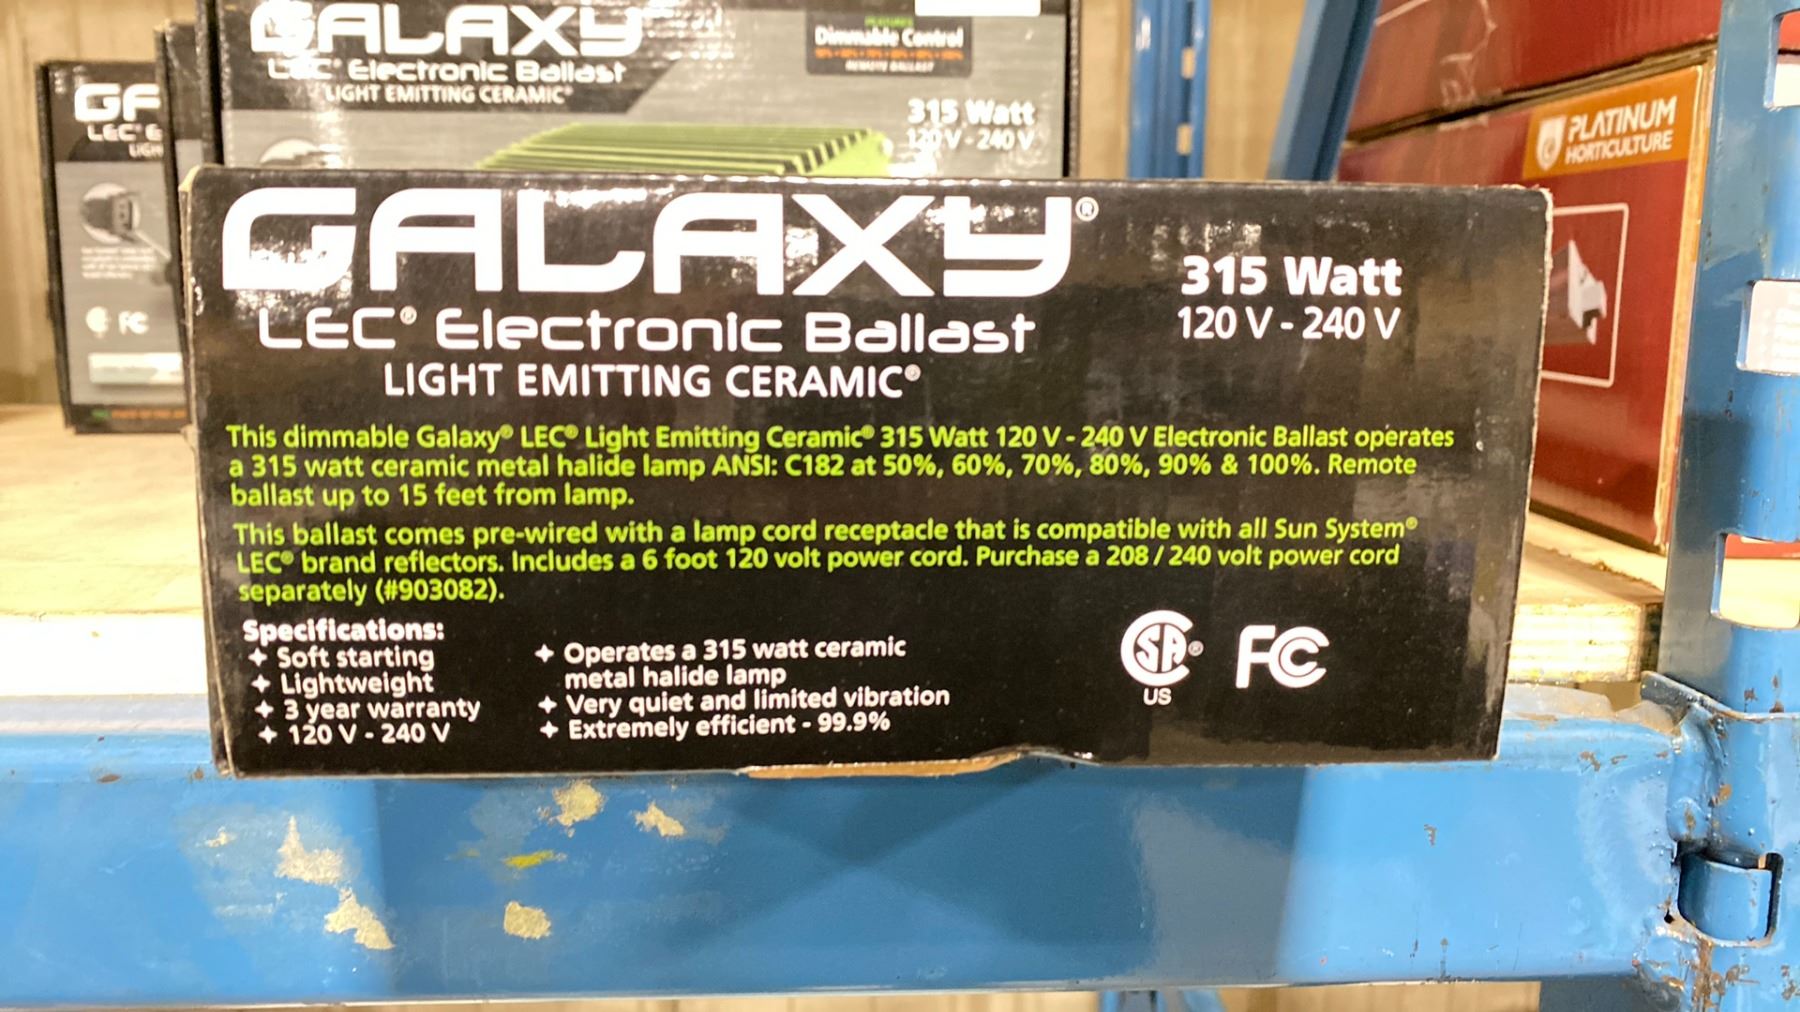 GALAXY
LEC® Electronic Ballast
LIGHT EMITTING CERAMIC®
Dimmable Control
REMOTE BALLAST
315 Watt
120 V - 240 V
LEC® E
LIGH
FC
PLATINUM
HORTICULTURE
GALAXY®
LEC® Electronic Ballast
LIGHT EMITTING CERAMIC®
315 Watt
120 V - 240 V
This dimmable Galaxy® LEC® Light Emitting Ceramic® 315 Watt 120 V - 240 V Electronic Ballast operates
a 315 watt ceramic metal halide lamp ANSI: C182 at 50%, 60%, 70%, 80%, 90% & 100%. Remote
ballast up to 15 feet from lamp.
This ballast comes pre-wired with a lamp cord receptacle that is compatible with all Sun System®
LEC® brand reflectors. Includes a 6 foot 120 volt power cord. Purchase a 208 / 240 volt power cord
separately (#903082).
Specifications:
✦ Soft starting
✦ Lightweight
✦ 3 year warranty
✦ 120 V - 240 V
✦ Operates a 315 watt ceramic
metal halide lamp
✦ Very quiet and limited vibration
✦ Extremely efficient - 99.9%
SA®
US
FC